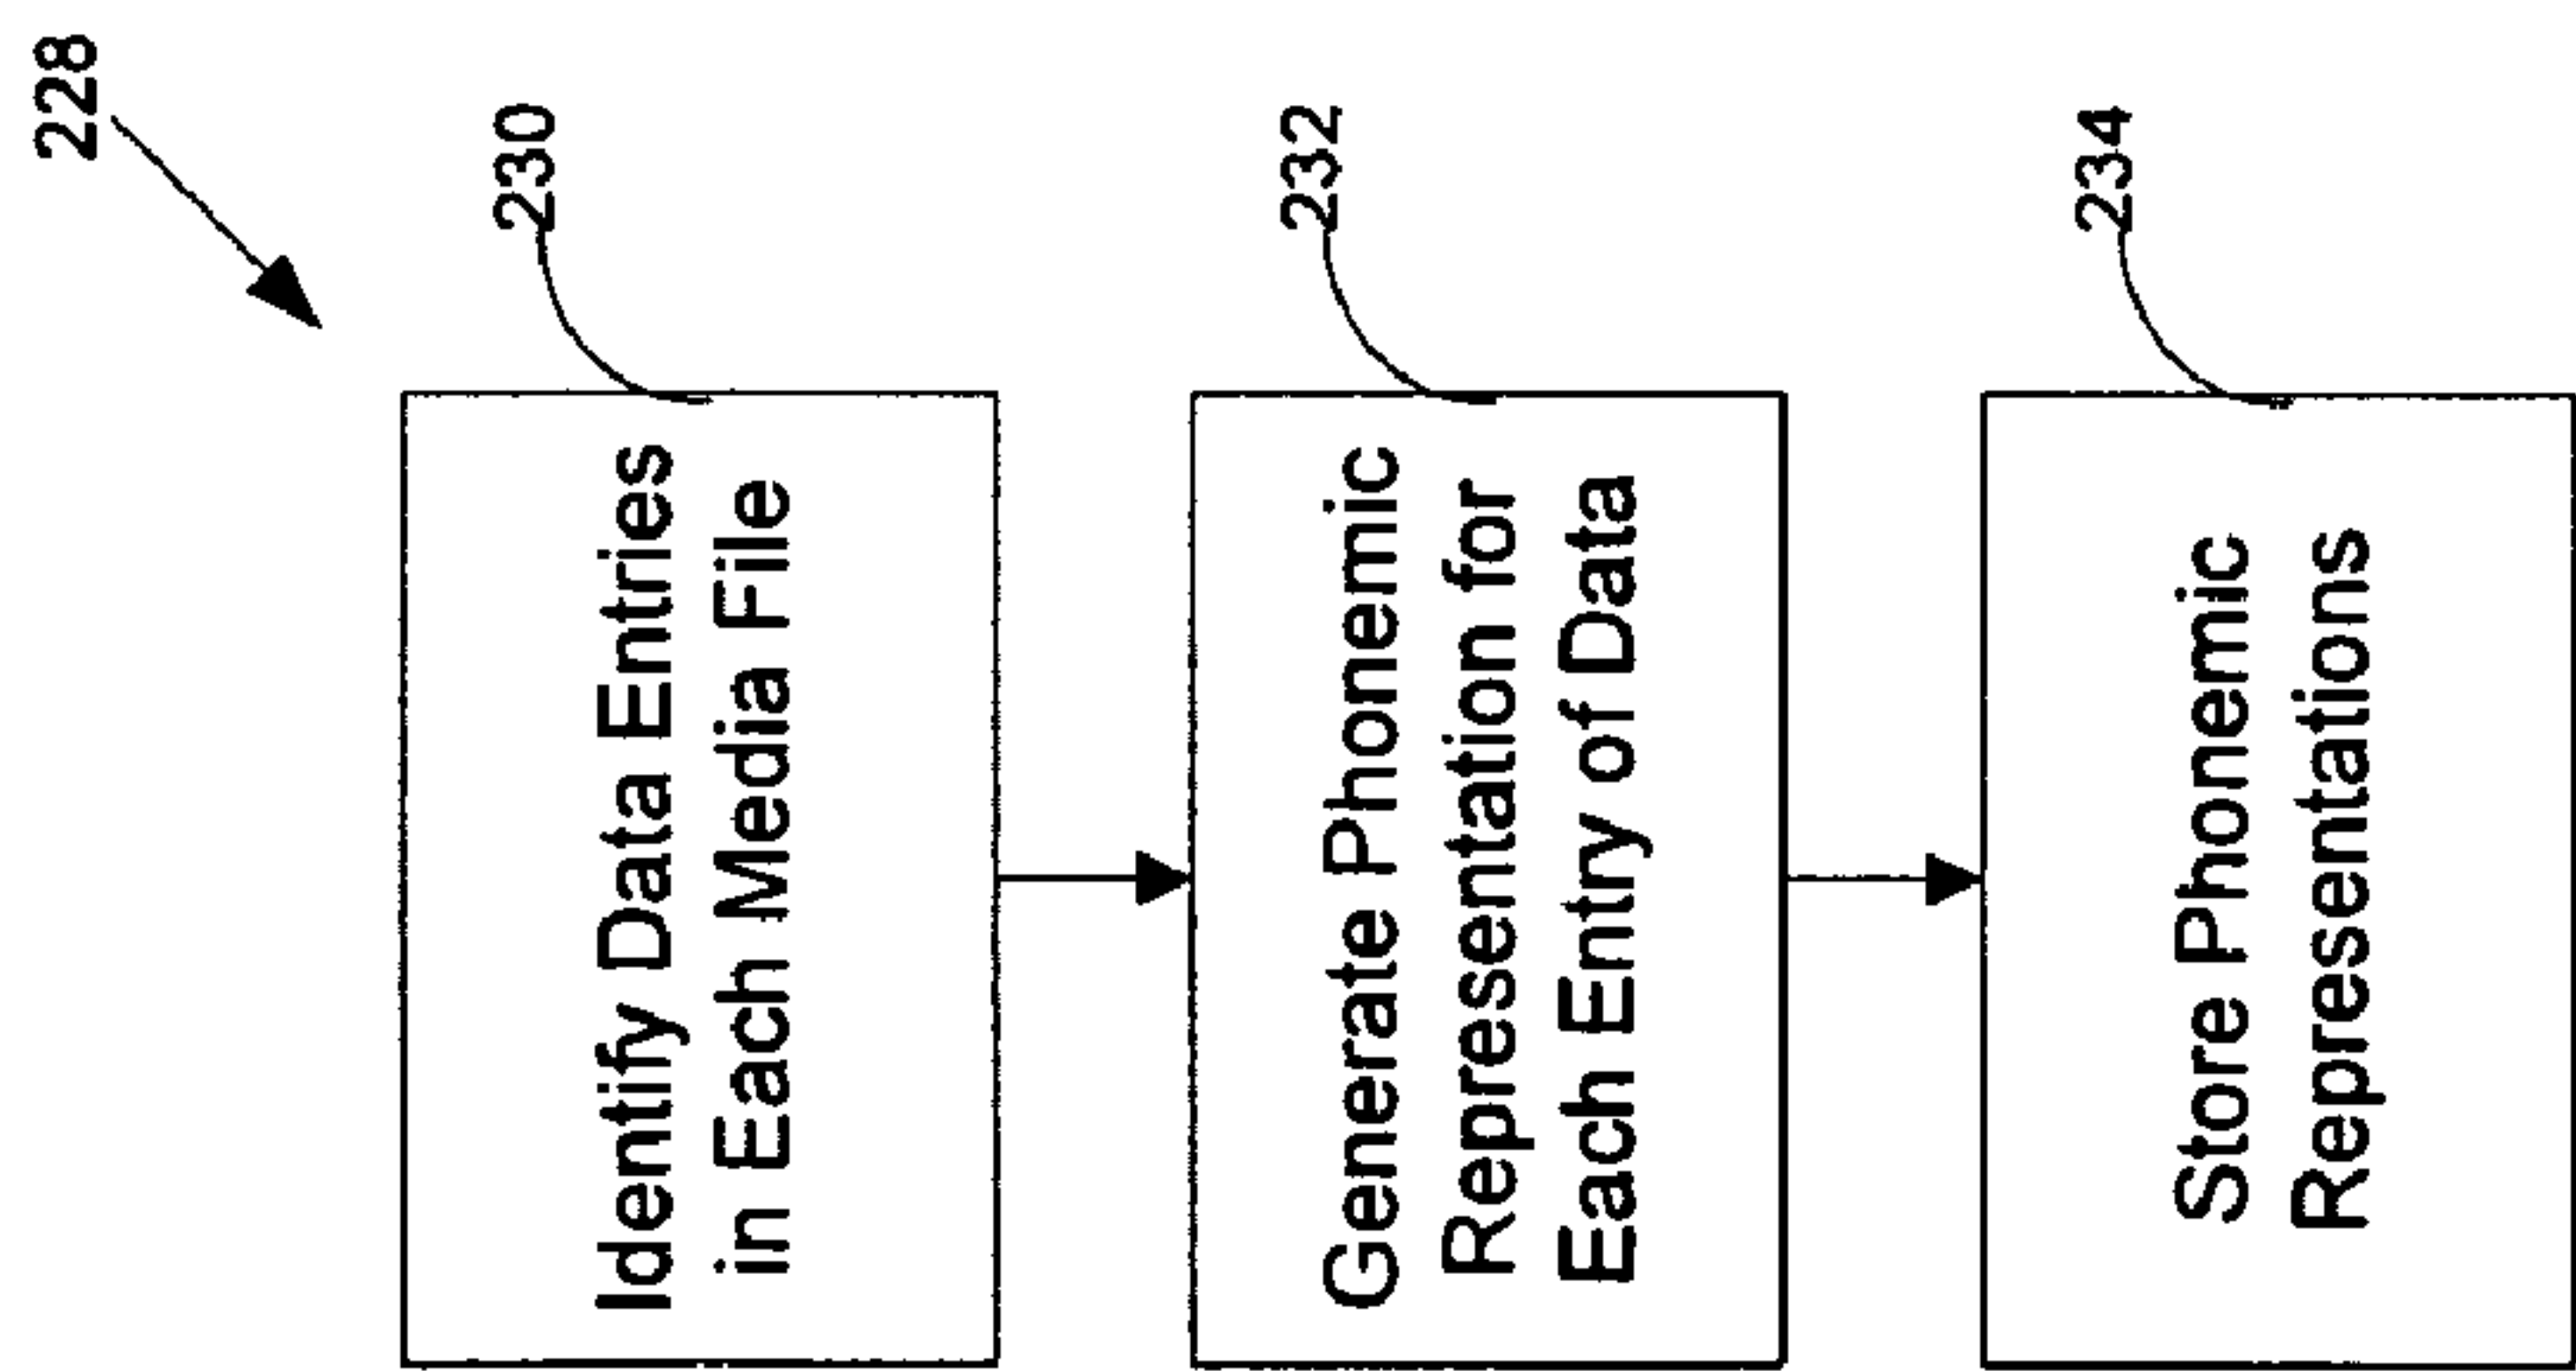 228
230
Identify Data Entries
in Each Media File
232
Generate Phonemic
Representation for
Each Entry of Data
234
Store Phonemic
Representations